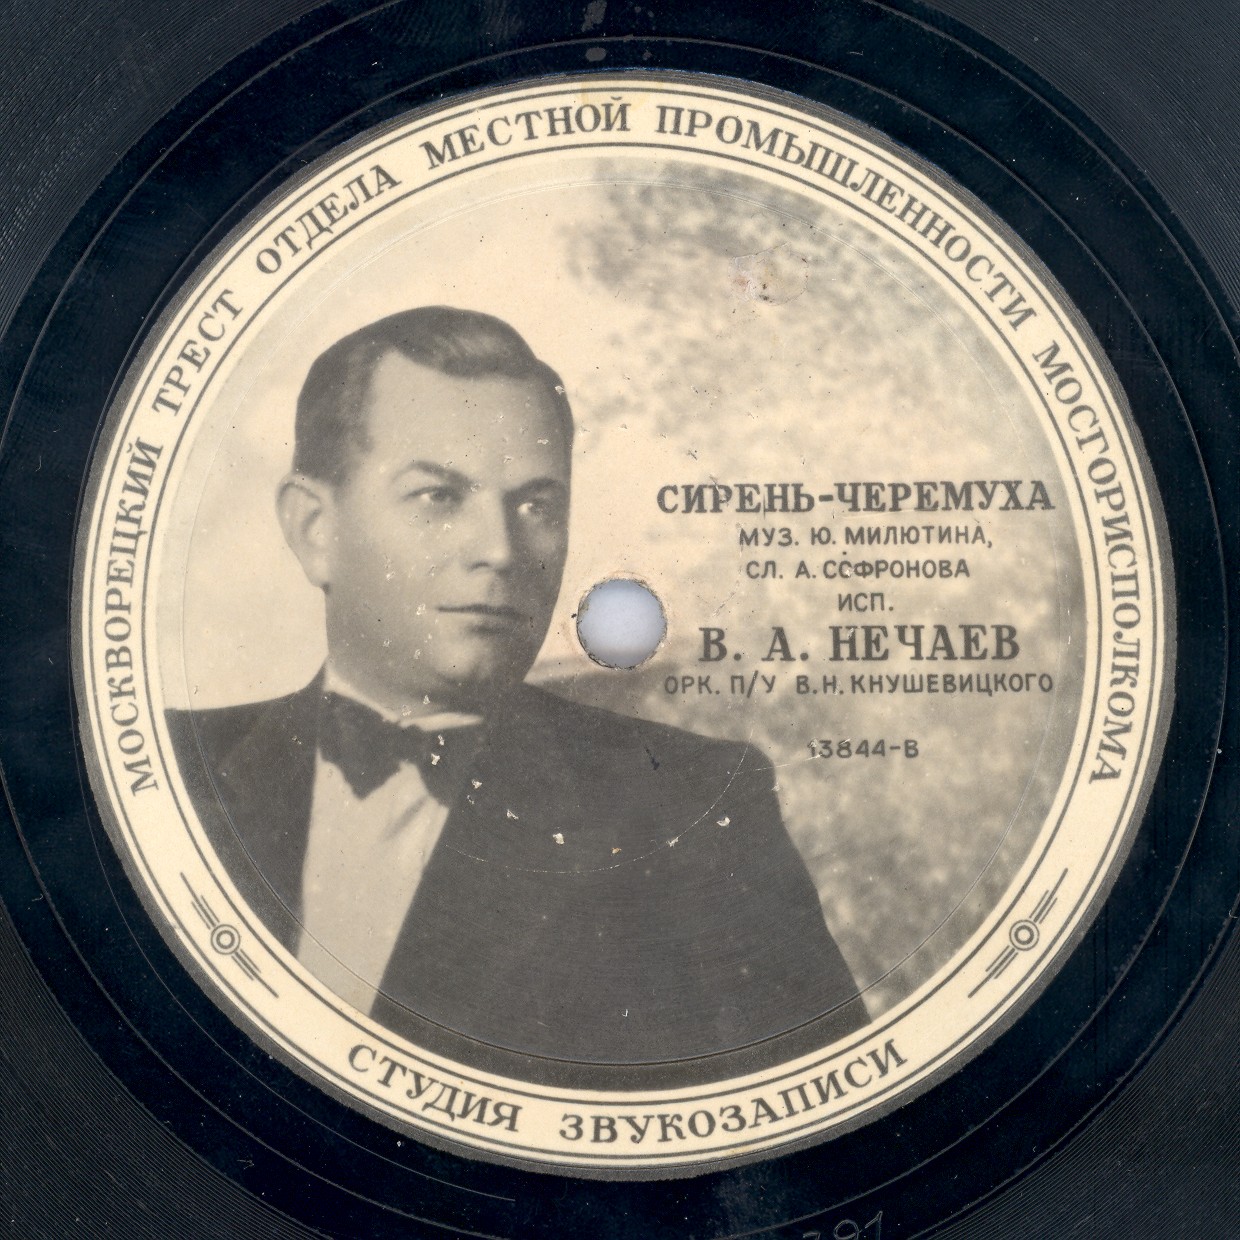 МОСКВОРЕЦКИЙ ТРЕСТ ОТДЕЛА МЕСТНОЙ ПРОМЫШЛЕННОСТИ МОСГОРИСПОЛКОМА
СИРЕНЬ-ЧЕРЕМУХА
МУЗ. Ю. МИЛЮТИНА,
СЛ. А. СОФРОНОВА
ИСП.
В. А. НЕЧАЕВ
ОРК. П/У В.Н. КНУШЕВИЦКОГО
13844-В
СТУДИЯ ЗВУКОЗАПИСИ